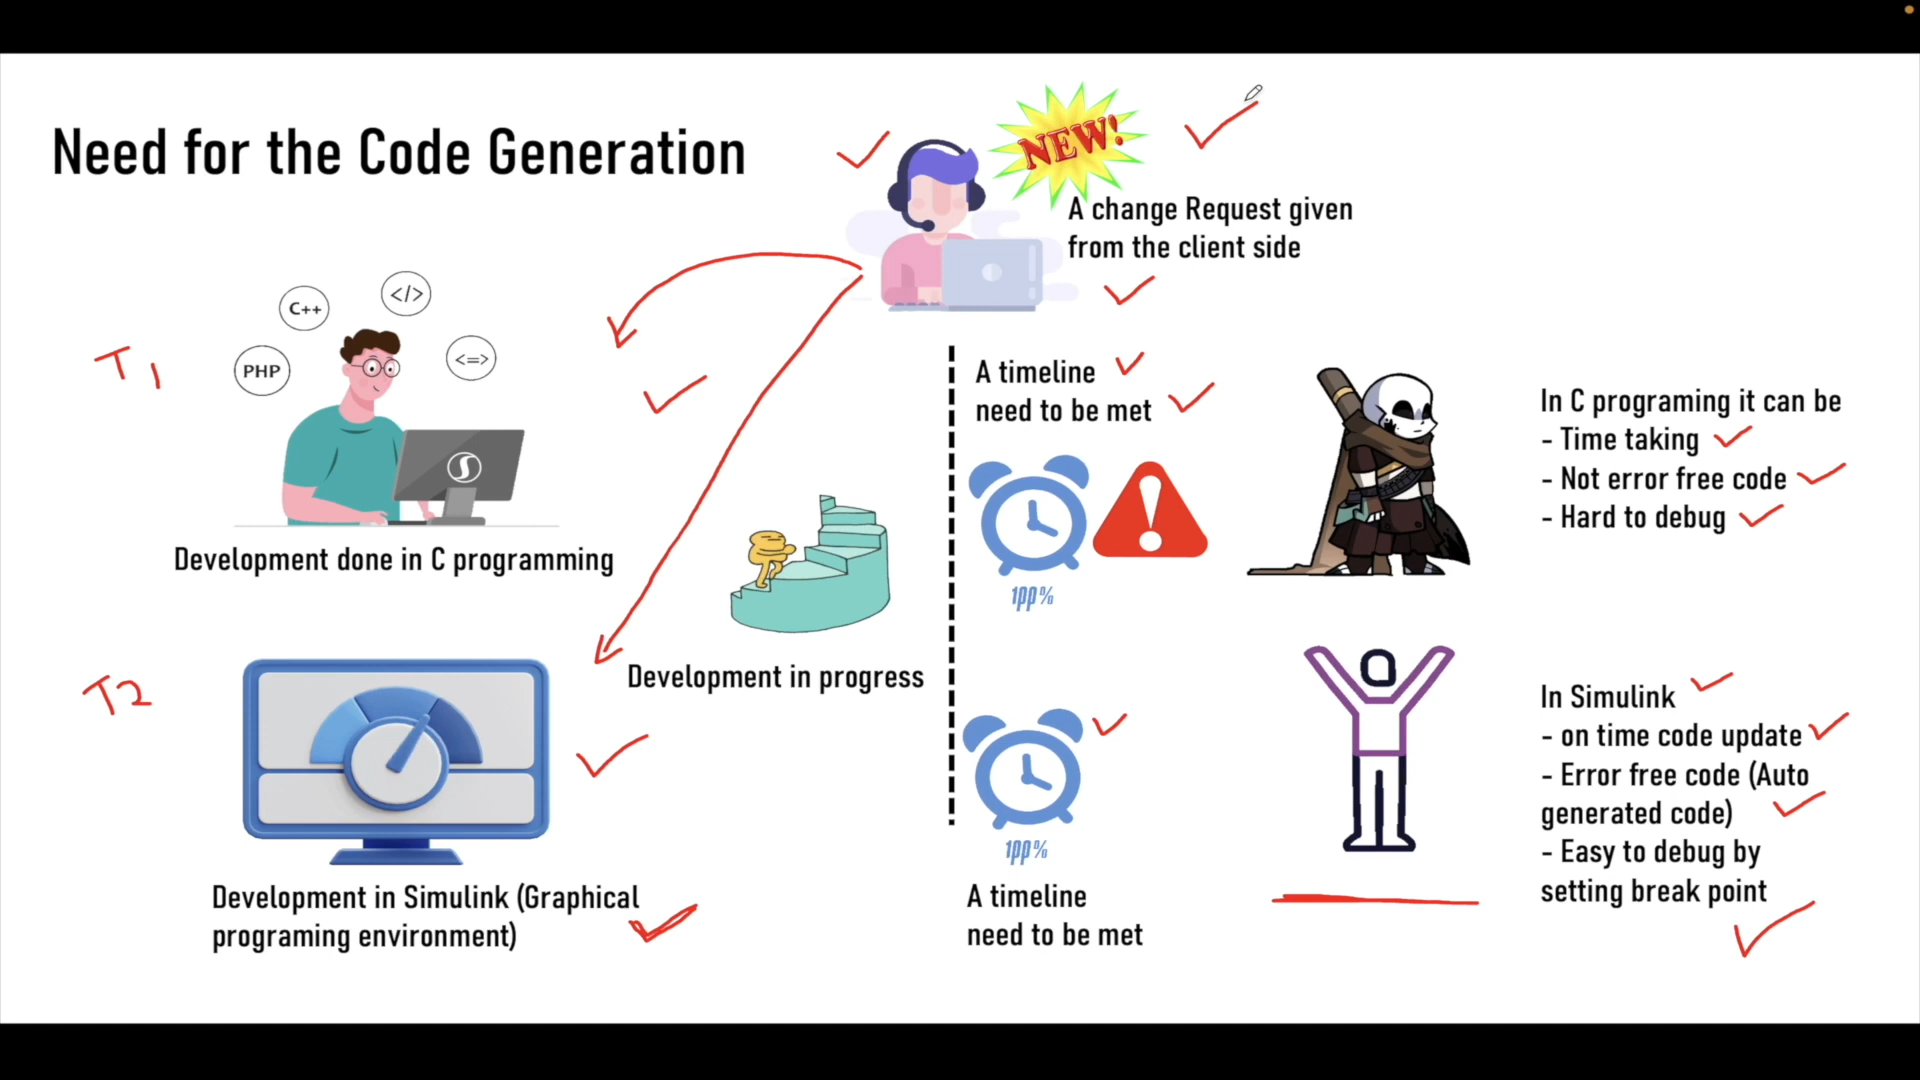 Need for the Code Generation
NEW!
A change Request given
from the client side
C++
</>
PHP
<=>
T1
Development done in C programming
A timeline
need to be met
In C programing it can be
- Time taking
- Not error free code
- Hard to debug
Development in progress
T2
Development in Simulink (Graphical
programing environment)
A timeline
need to be met
In Simulink
- on time code update
- Error free code (Auto
generated code)
- Easy to debug by
setting break point